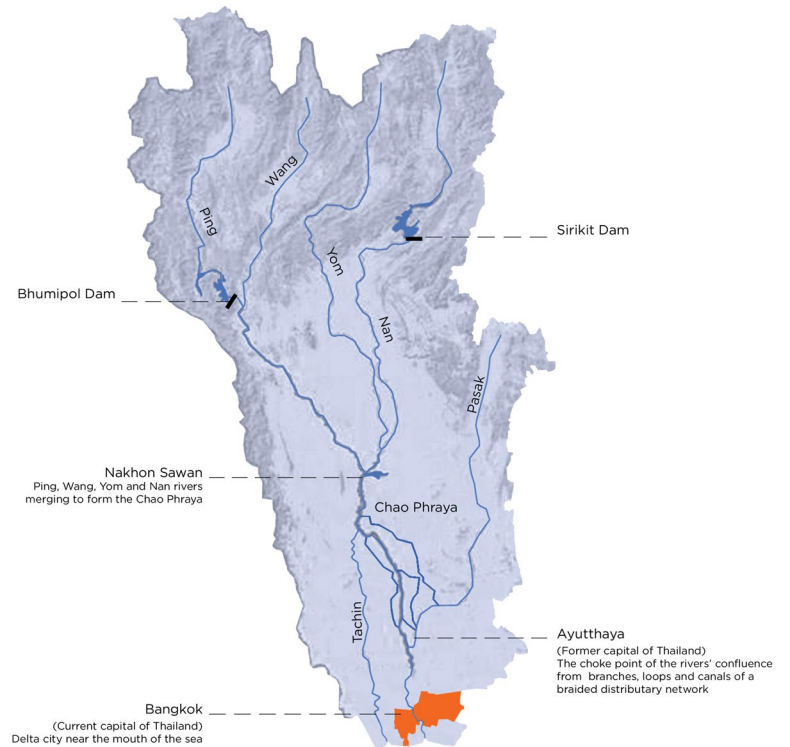 Wang
Ping
Sirikit Dam
Yom
Bhumipol Dam
Nan
Pasak
Nakhon Sawan
Ping, Wang, Yom and Nan rivers
merging to form the Chao Phraya
Chao Phraya
Tachin
Ayutthaya
(Former capital of Thailand)
The choke point of the rivers' confluence
from branches, loops and canals of a
braided distributary network
Bangkok
(Current capital of Thailand)
Delta city near the mouth of the sea